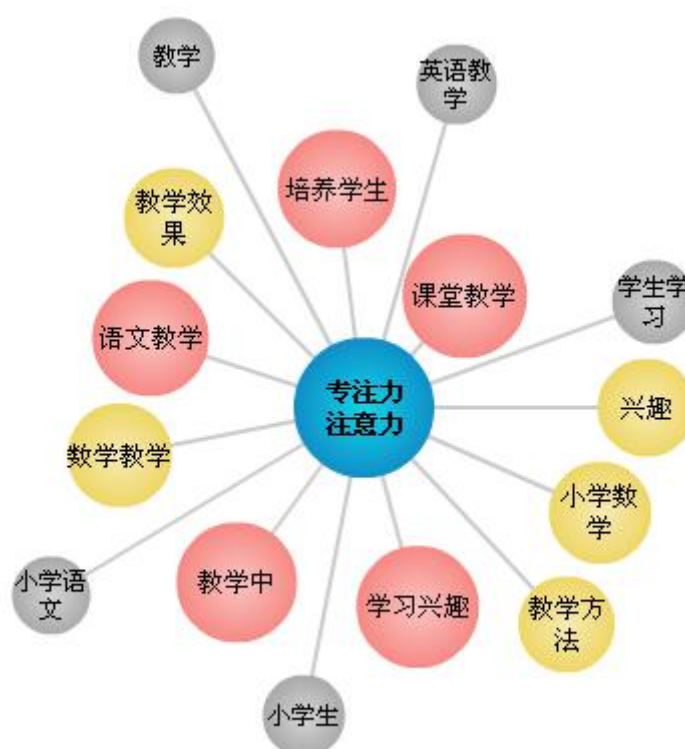 教学
英语教
学
培养学生
教学效
果
课堂教学
学生学
习
语文教学
专注力
注意力
兴趣
数学教学
小学数
学
教学中
小学语
文
学习兴趣
教学方
法
小学生